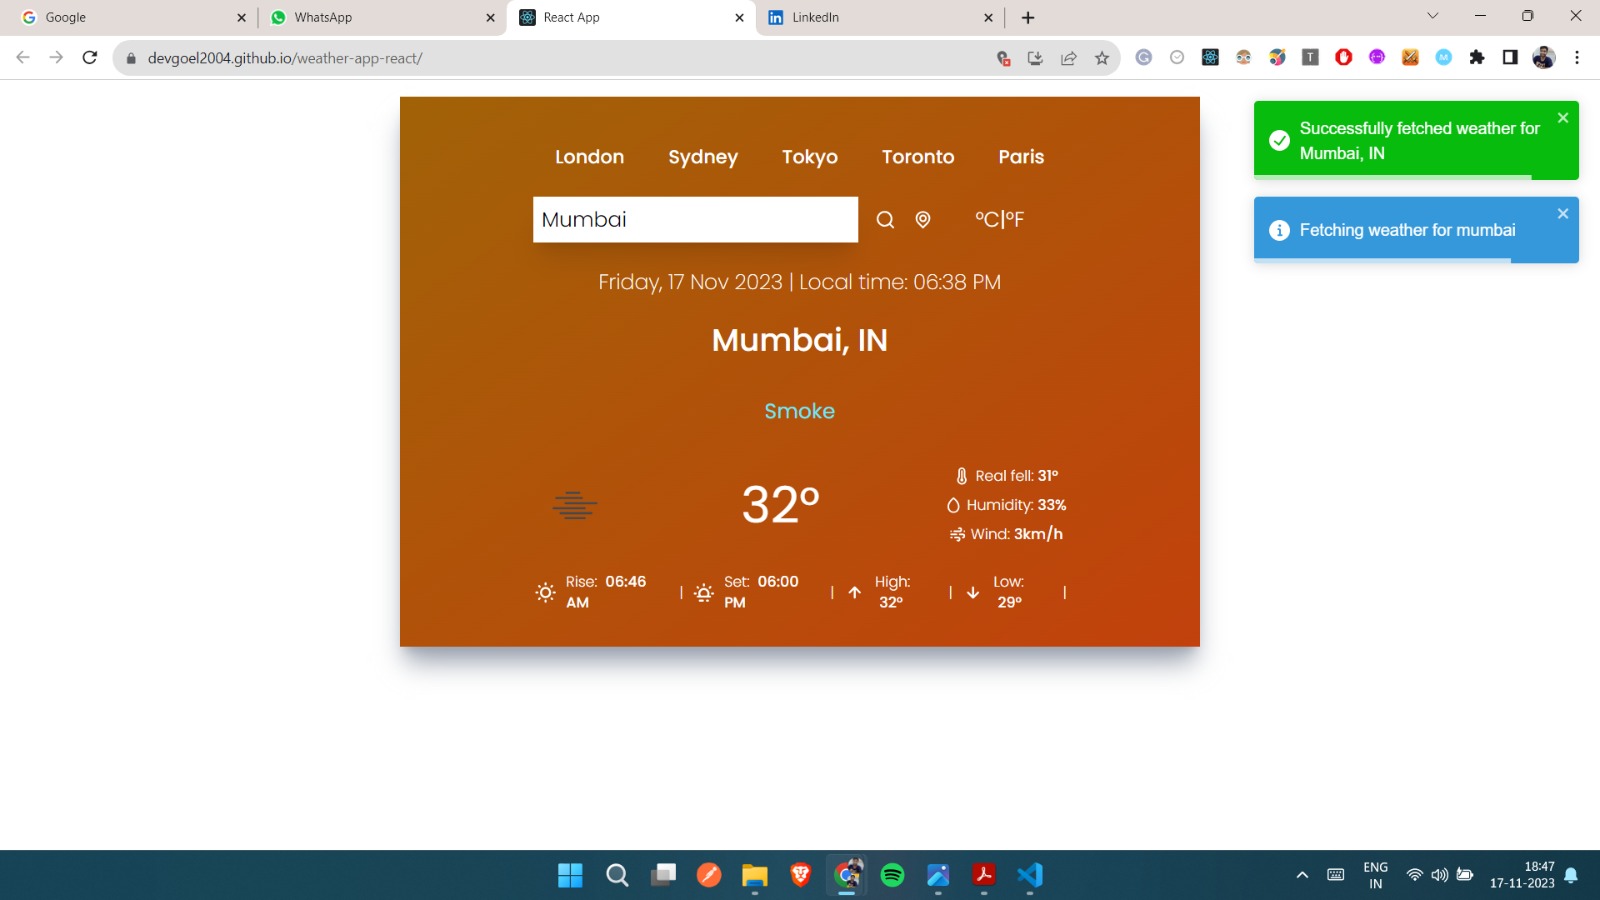 Google
WhatsApp
React App
LinkedIn
devgoel2004.github.io/weather-app-react/
London Sydney Tokyo Toronto Paris
Mumbai
°C|°F
Friday, 17 Nov 2023 | Local time: 06:38 PM
Mumbai, IN
Smoke
32°
Real fell: 31°
Humidity: 33%
Wind: 3km/h
Rise: 06:46
AM
|
Set: 06:00
PM
|
High:
32°
|
Low:
29°
|
Successfully fetched weather for
Mumbai, IN
Fetching weather for mumbai
ENG
IN
18:47
17-11-2023